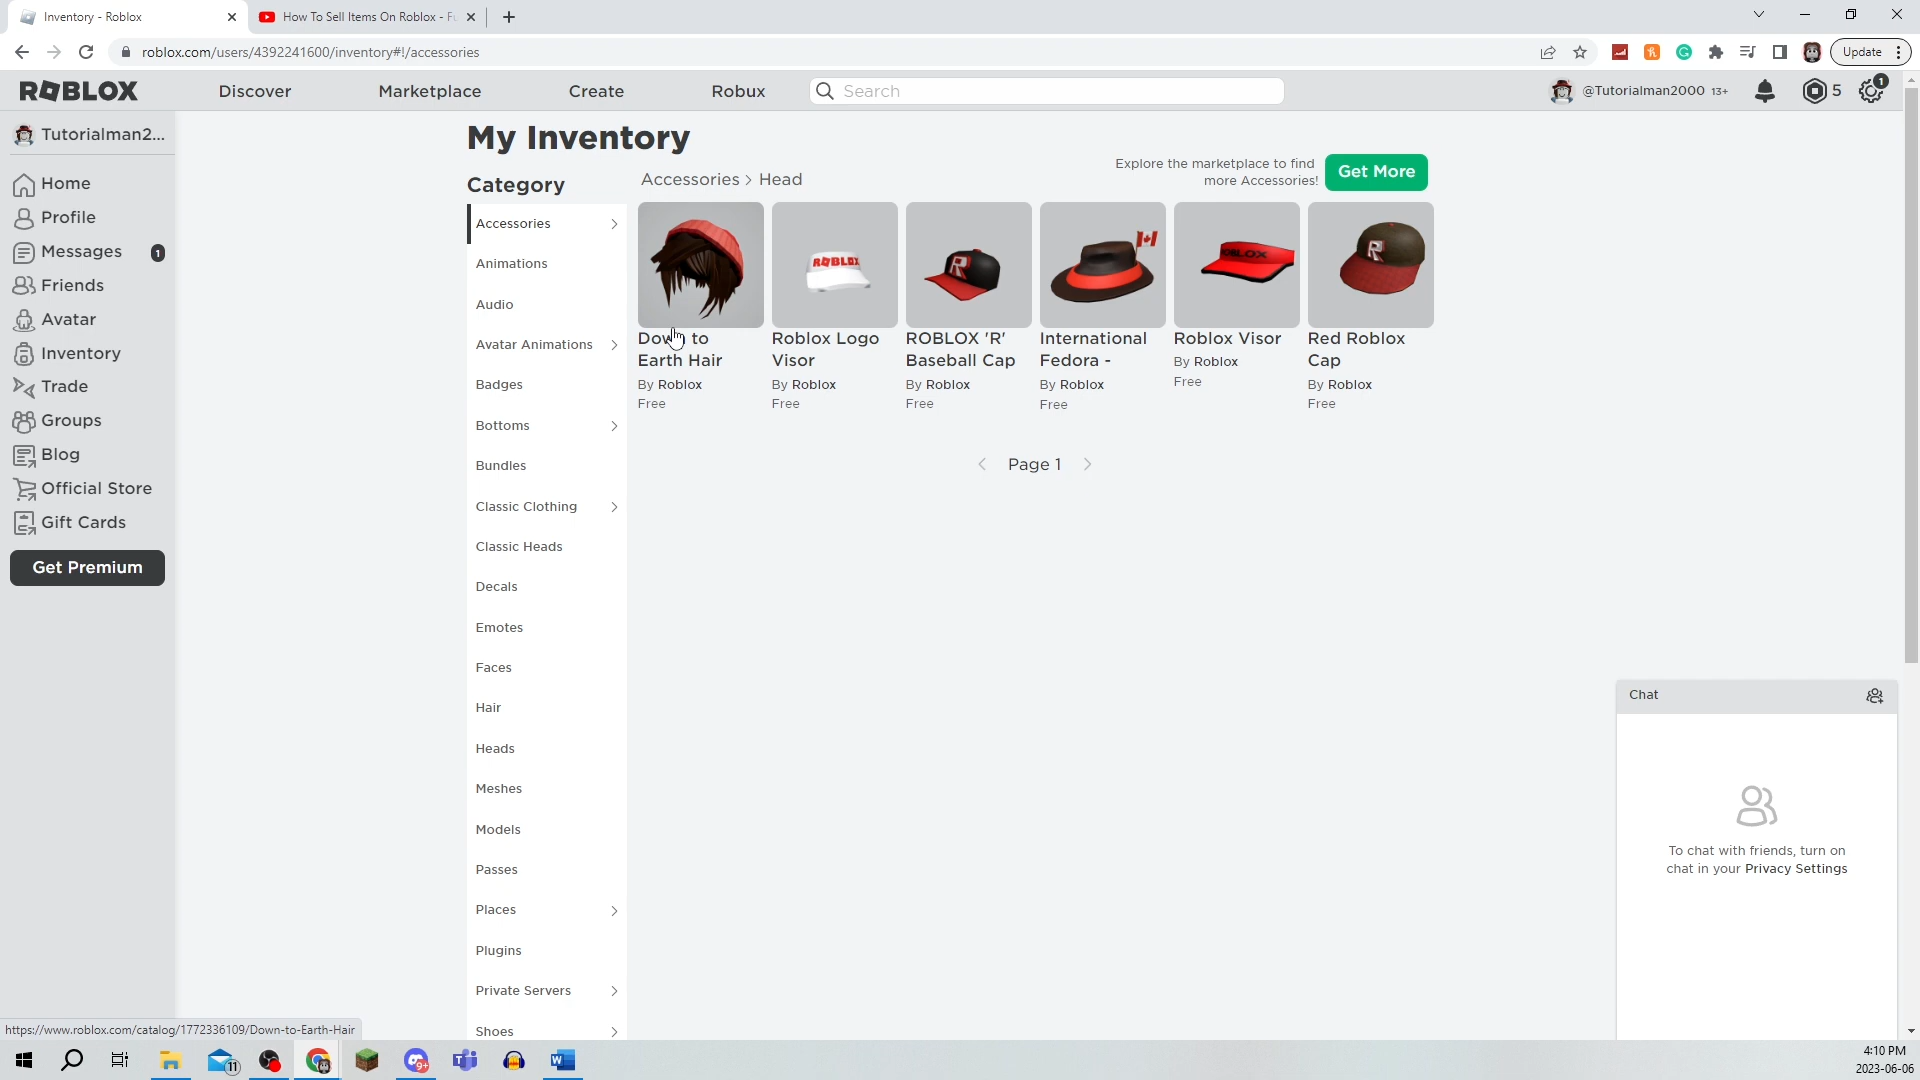 Inventory - Roblox
How To Sell Items On Roblox - Fu
roblox.com/users/4392241600/inventory#!/accessories
Update
ROBLOX
Discover
Marketplace
Create
Robux
Search
@Tutorialman2000 13+
5
1
Tutorialman2...
Home
Profile
Messages
1
Friends
Avatar
Inventory
Trade
Groups
Blog
Official Store
Gift Cards
Get Premium
My Inventory
Category
Accessories > Head
Explore the marketplace to find
more Accessories!
Get More
Accessories
Animations
Audio
Avatar Animations
Badges
Bottoms
Bundles
Classic Clothing
Classic Heads
Decals
Emotes
Faces
Hair
Heads
Meshes
Models
Passes
Places
Plugins
Private Servers
Shoes
ROBLOX
R
ROBLOX
R
Down to
Earth Hair
By Roblox
Free
Roblox Logo
Visor
By Roblox
Free
ROBLOX 'R'
Baseball Cap
By Roblox
Free
International
Fedora -
By Roblox
Free
Roblox Visor
By Roblox
Free
Red Roblox
Cap
By Roblox
Free
Page 1
Chat
To chat with friends, turn on
chat in your Privacy Settings
https://www.roblox.com/catalog/1772336109/Down-to-Earth-Hair
11
9+
4:10 PM
2023-06-06